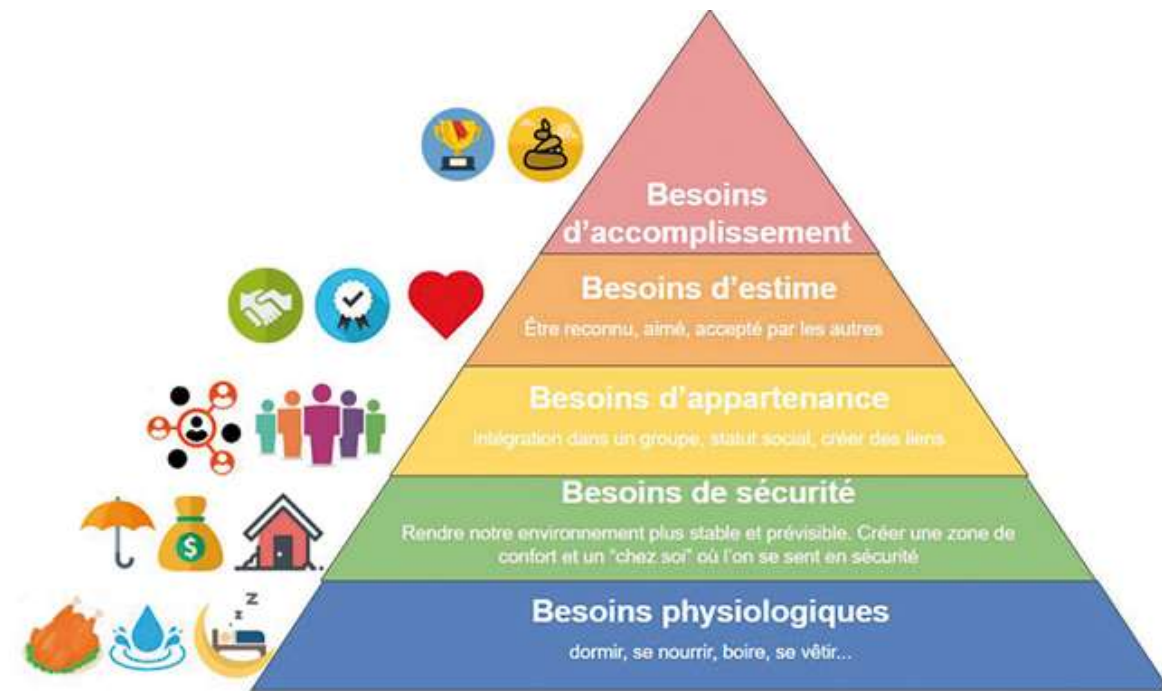 Besoins
d'accomplissement
Besoins d'estime
Être reconnu, aimé, accepté par les autres
Besoins d'appartenance
Intégration dans un groupe, statut social, créer des liens
$
Besoins de sécurité
Rendre notre environnement plus stable et prévisible. Créer une zone de
confort et un "chez soi" où l'on se sent en sécurité
z Z
Besoins physiologiques
dormir, se nourrir, boire, se vêtir...